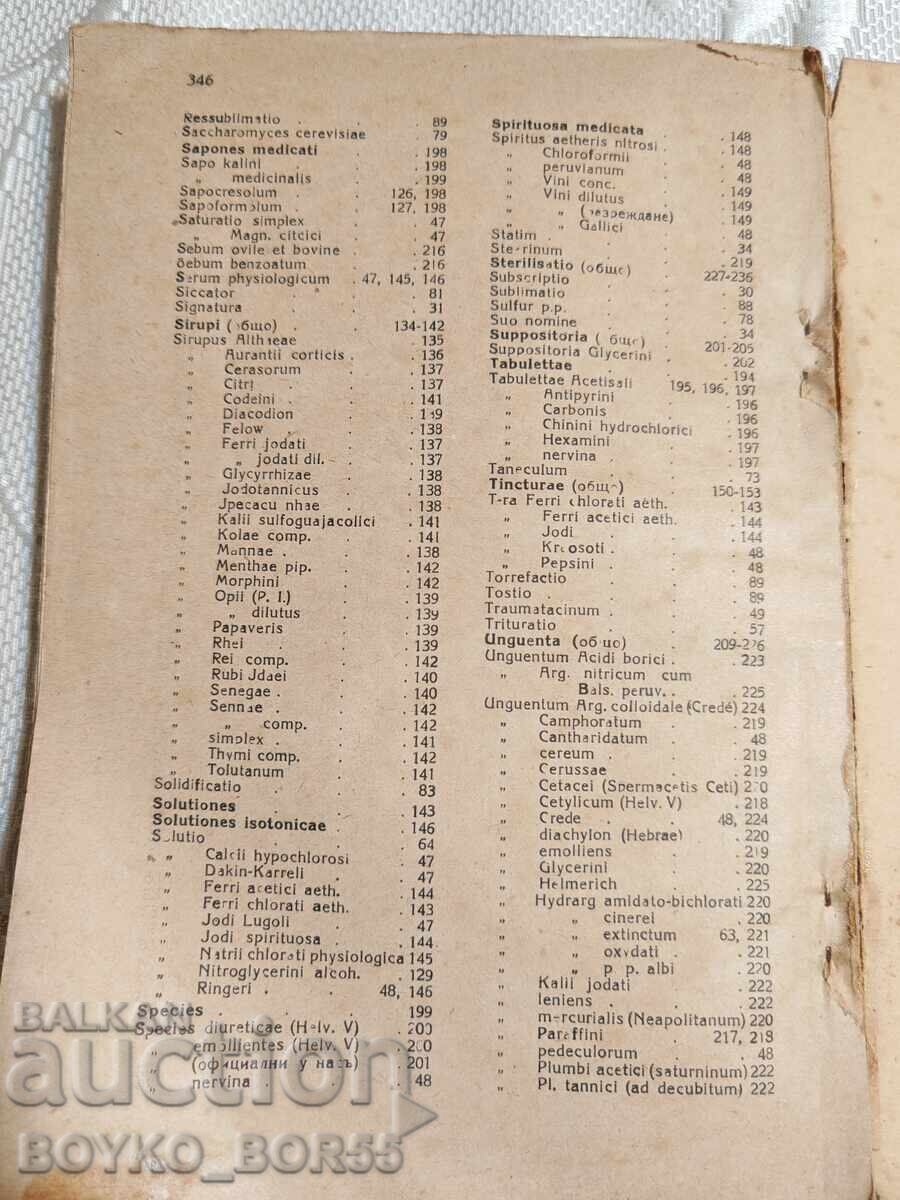 346
Ressublimatio . . 89
Saccharomyces cerevisiae . 79
Sapones medicati . . 198
Sapo kalini . . . 198
„ medicinalis . . 199
Sapocresolum . . 126, 198
Sapoformolum . . 127, 198
Saturatio simplex . . 47
„ Magn. citcici . . 47
Sebum ovile et bovine . . 216
öebum benzoatum . . 216
Serum physiologicum . 47, 145, 146
Siccator . . . 81
Signatura . . . 31
Sirupi (общо) . . 134-142
Sirupus Althaeae . . 135
„ Aurantii corticis . . 136
„ Cerasorum . . 137
„ Citri . . . 137
„ Codeini . . . 141
„ Diacodion . . 139
„ Felow . . . 138
„ Ferri jodati . . 137
„ „ jodati dil. . . 137
„ Glycyrrhizae . . 138
„ Jodotannicus . . 138
„ Jpecacu nhae . . 138
„ Kalii sulfoguajacolici . 141
„ Kolae comp. . . 141
„ Mannae . . . 138
„ Menthae pip. . . 142
„ Morphini . . 142
„ Opii (P. I.) . . 139
„ „ dilutus . . 139
„ Papaveris . . 139
„ Rhei . . . 139
„ Rei comp. . . 142
„ Rubi Jdaei . . 140
„ Senegae . . . 140
„ Sennae . . . 142
„ „ comp. . . 142
„ simplex . . . 141
„ Thymi comp. . . 142
„ Tolutanum . . 141
Solidificatio . . . 83
Solutiones . . . 143
Solutiones isotonicae . . 146
Solutio . . . 64
„ Calcii hypochlorosi . 47
„ Dakin-Karreli . . 47
„ Ferri acetici aeth. . 144
„ Ferri chlorati aeth. . 143
„ Jodi Lugoli . . 47
„ Jodi spirituosa . . 144
„ Natrii chlorati physiologica 145
„ Nitroglycerini alcoh. . 129
„ Ringeri . . 48, 146
Species . . . 199
Species diureticae (Helv. V) . 200
„ emollientes (Helv. V) . 200
„ (официални у насъ) . 201
„ nervina . . . 48
Spirituosa medicata . 148
Spiritus aetheris nitrosi . . 148
„ Chloroformii . 48
„ peruvianum . 48
„ Vini conc. . 149
„ Vini dilutus . 149
„ „ (разреждане) . 149
„ „ Gallici . 48
Statim . . . 34
Sterinum . . 219
Sterilisatio (общо) 227-236
Subscriptio . . 30
Sublimatio . . 88
Sulfur p.p. . . 78
Suo nomine . . 34
Suppositoria (общо) 201-205
Suppositoria Glycerini . 202
Tabulettae . . 194
Tabulettae Acetisali 195, 196, 197
„ Antipyrini . 196
„ Carbonis . 196
„ Chinini hydrochlorici . 196
„ Hexamini . 197
„ nervina . . 197
Tanaculum . . 73
Tincturae (общо) . 150-153
T-ra Ferri chlorati aeth. . 143
„ Ferri acetici aeth. . 144
„ Jodi . . 144
„ Kreosoti . . 48
„ Pepsini . . 48
Torrefactio . . 89
Tostio . . . 89
Traumatacinum . . 49
Trituratio . . 57
Unguenta (общо) . 209-226
Unguentum Acidi borici . . 223
„ Arg. nitricum cum
Bals. peruv. . . 225
Unguentum Arg. colloidale (Credé) 224
„ Camphoratum . 219
„ Cantharidatum . 48
„ cereum . . 219
„ Cerussae . . 219
„ Cetacei (Spermacetis Ceti) 220
„ Cetylicum (Helv. V) . 218
„ Crede . 48, 224
„ diachylon (Hebrae) . 220
„ emolliens . . 219
„ Glycerini . . 220
„ Helmerich . . 225
„ Hydrarg amidato-bichlorati 220
„ „ cinerei . 220
„ „ extinctum 63, 221
„ „ oxydati . . 221
„ „ p p. albi . 220
„ Kalii jodati . 222
„ leniens . . 222
„ mercurialis (Neapolitanum) 220
„ Paraffini . 217, 218
„ pedeculorum . 48
„ Plumbi acetici (saturninum) 222
„ Pl. tannici (ad decubitum) 222
BALKAN
auction
BOYKO_BOR55